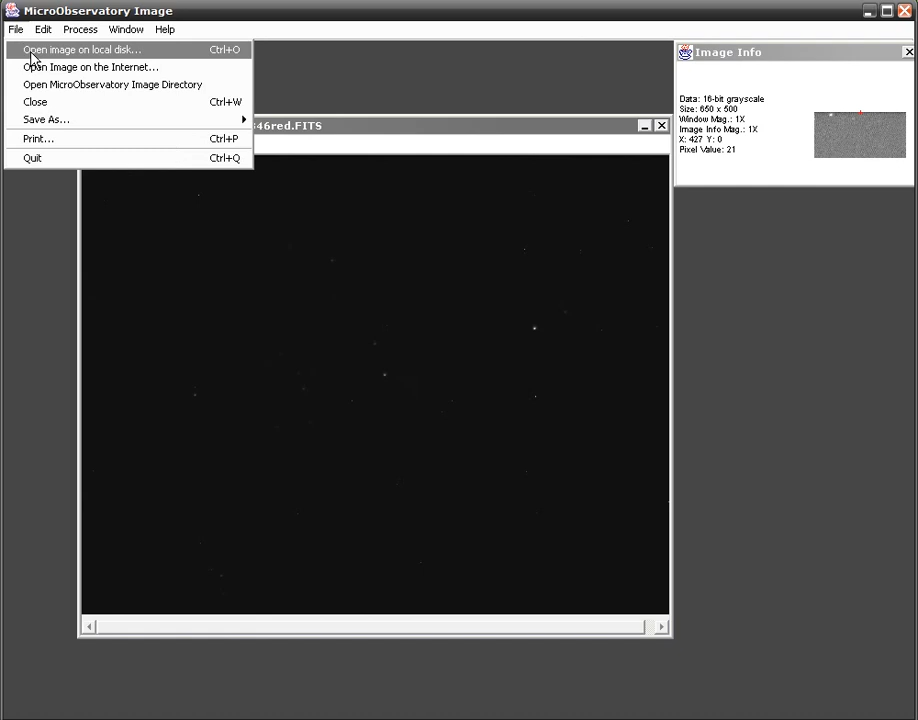 MicroObservatory Image
File Edit Process Window Help
Open image on local disk... Ctrl+O
Open Image on the Internet...
Open MicroObservatory Image Directory
Close Ctrl+W
Save As...
Print... Ctrl+P
Quit Ctrl+Q
46red.FITS
Image Info
Data: 16-bit grayscale
Size: 650 x 500
Window Mag.: 1X
Image Info Mag.: 1X
X: 427 Y: 0
Pixel Value: 21